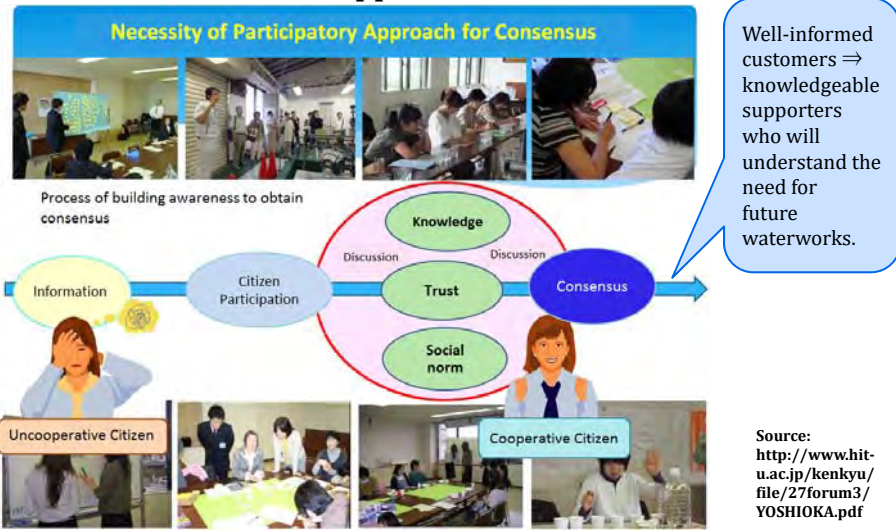 Necessity of Participatory Approach for Consensus
Well-informed
customers ⇒
knowledgeable
supporters
who will
understand the
need for
future
waterworks.
Process of building awareness to obtain
consensus
Knowledge
Discussion
Discussion
Information
Citizen
Participation
Trust
Consensus
Social
norm
Uncooperative Citizen
Cooperative Citizen
Source:
http://www.hit-
u.ac.jp/kenkyu/
file/27forum3/
YOSHIOKA.pdf